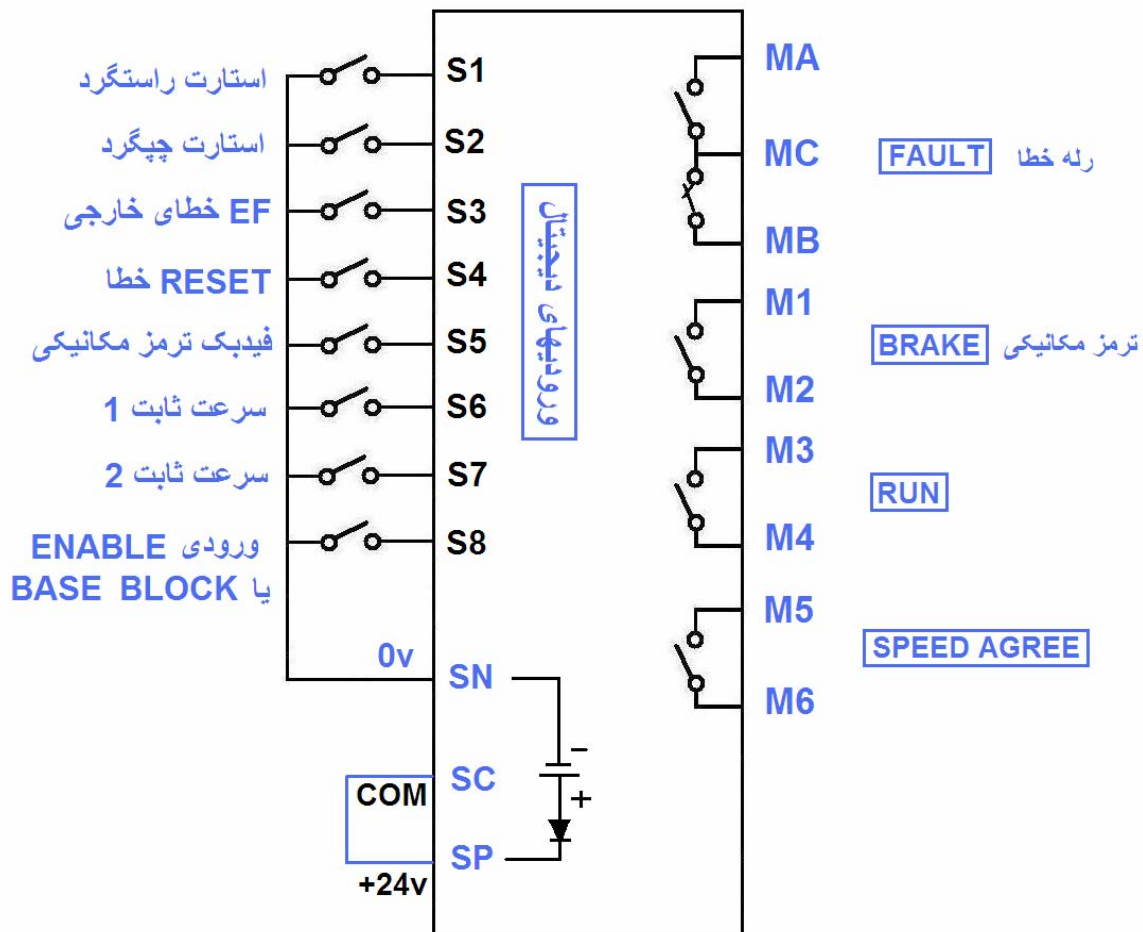 استارت راستگرد S1
استارت چپگرد S2
خطای خارجی EF S3
خطا RESET S4
فیدبک ترمز مکانیکی S5
سرعت ثابت 1 S6
سرعت ثابت 2 S7
ورودی ENABLE S8
یا BASE BLOCK
0v
SN
SC
COM
SP
+24v
ورودیهای دیجیتال
−
+
MA
MC
FAULT رله خطا
MB
M1
BRAKE ترمز مکانیکی
M2
M3
RUN
M4
M5
SPEED AGREE
M6